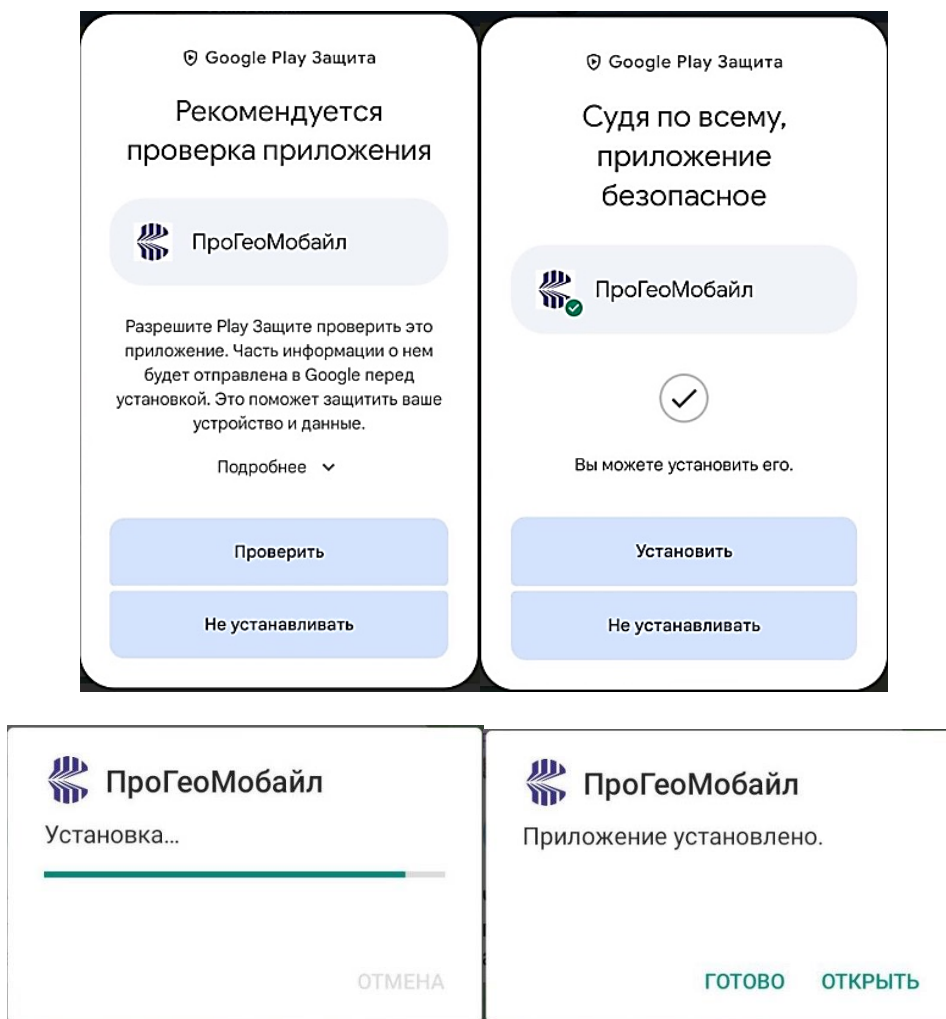 Google Play Защита
Рекомендуется
проверка приложения
ПроГеоМобайл
Разрешите Play Защите проверить это
приложение. Часть информации о нем
будет отправлена в Google перед
установкой. Это поможет защитить ваше
устройство и данные.
Подробнее
Проверить
Не устанавливать
Google Play Защита
Судя по всему,
приложение
безопасное
ПроГеоМобайл
Вы можете установить его.
Установить
Не устанавливать
ПроГеоМобайл
Установка...
ОТМЕНА
ПроГеоМобайл
Приложение установлено.
ГОТОВО ОТКРЫТЬ